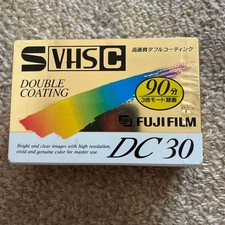 S VHS C
高画質ダブルコーティング
DOUBLE
COATING
90分
3倍モード録画
FUJI FILM
Bright and clear images with high resolution,
vivid and genuine color for master use.
DC 30